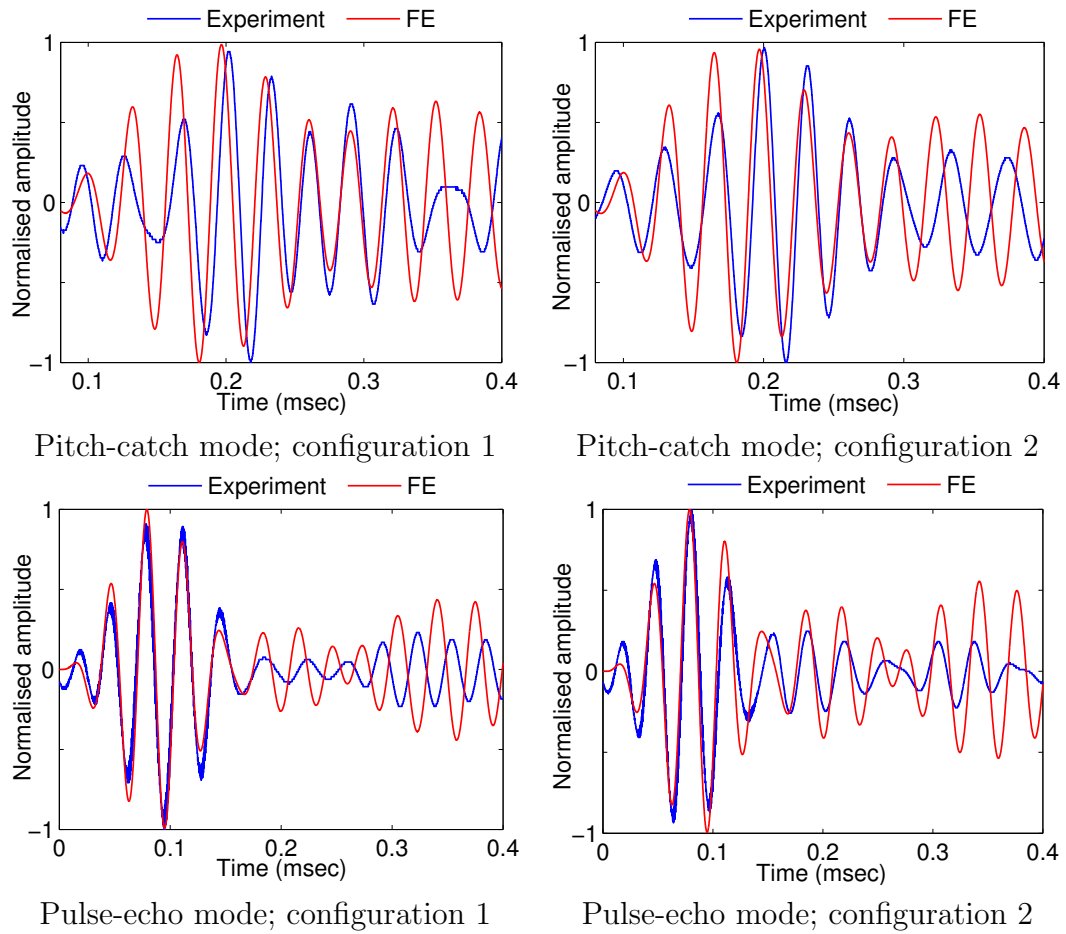 Experiment FE Experiment FE
1
0
−1
Normalised amplitude
0.1 0.2 0.3 0.4
Time (msec)
1
0
−1
Normalised amplitude
0.1 0.2 0.3 0.4
Time (msec)
Pitch-catch mode; configuration 1
Pitch-catch mode; configuration 2
Experiment FE
1
0
−1
Normalised amplitude
0 0.1 0.2 0.3 0.4
Time (msec)
Experiment FE
1
0
−1
Normalised amplitude
0 0.1 0.2 0.3 0.4
Time (msec)
Pulse-echo mode; configuration 1
Pulse-echo mode; configuration 2